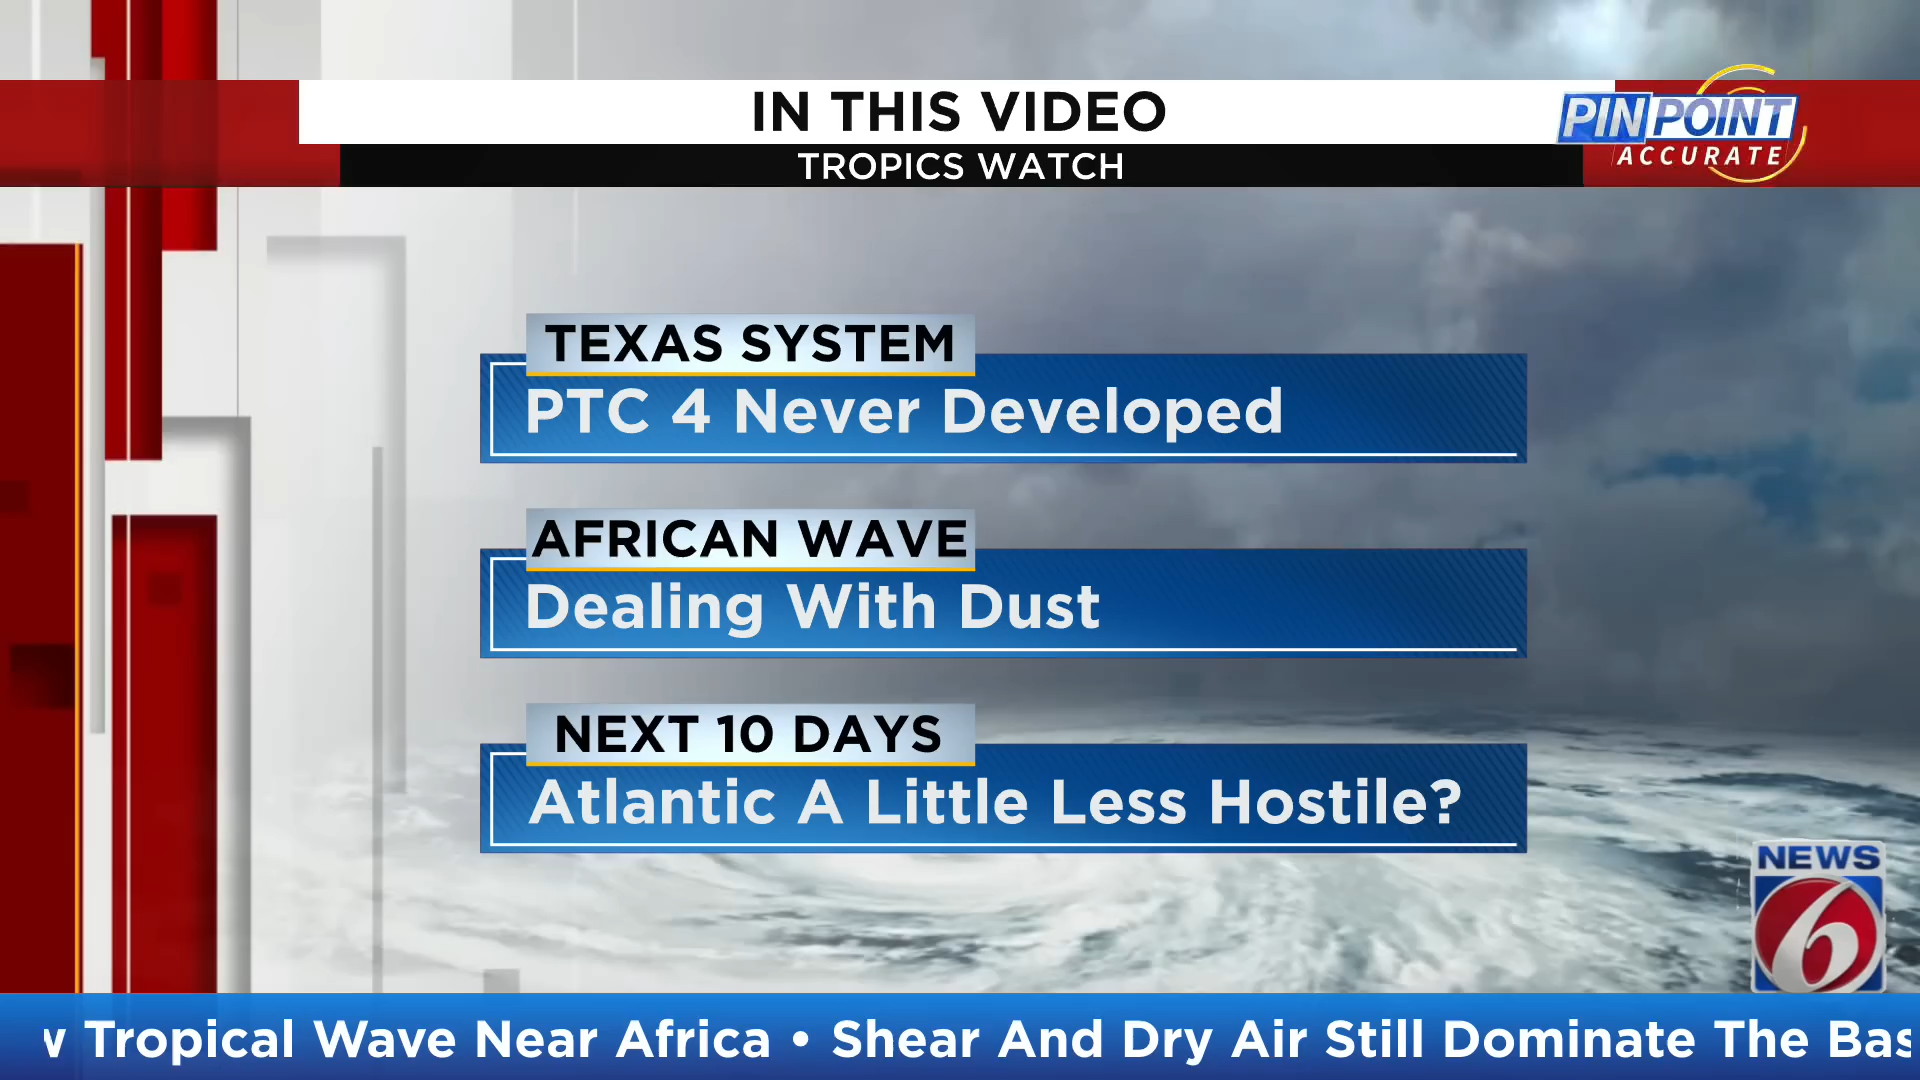 IN THIS VIDEO
TROPICS WATCH
PINPOINT
ACCURATE
TEXAS SYSTEM
PTC 4 Never Developed
AFRICAN WAVE
Dealing With Dust
NEXT 10 DAYS
Atlantic A Little Less Hostile?
NEWS
6
Tropical Wave Near Africa • Shear And Dry Air Still Dominate The